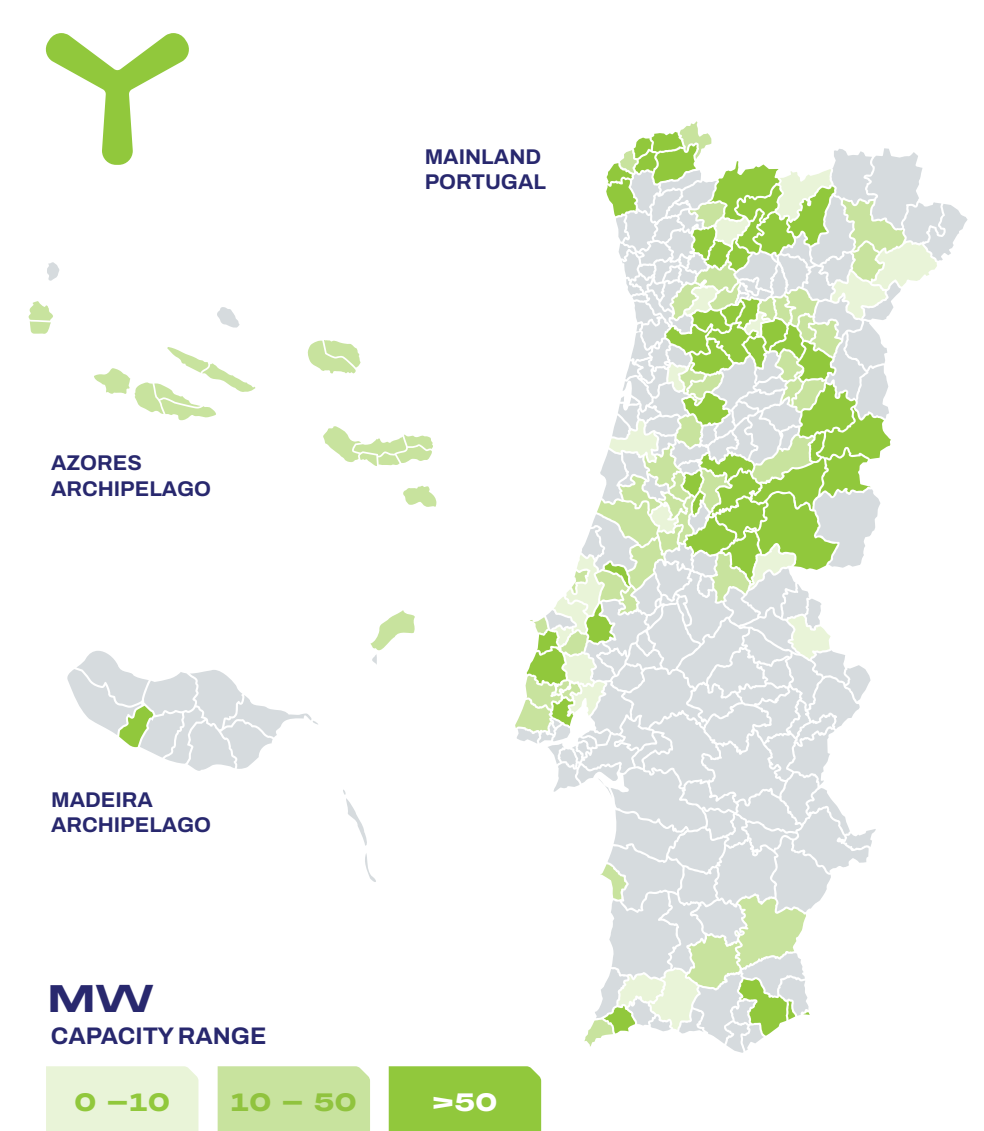 MAINLAND
PORTUGAL
AZORES
ARCHIPELAGO
MADEIRA
ARCHIPELAGO
MW
CAPACITY RANGE
0 –10
10 – 50
>50